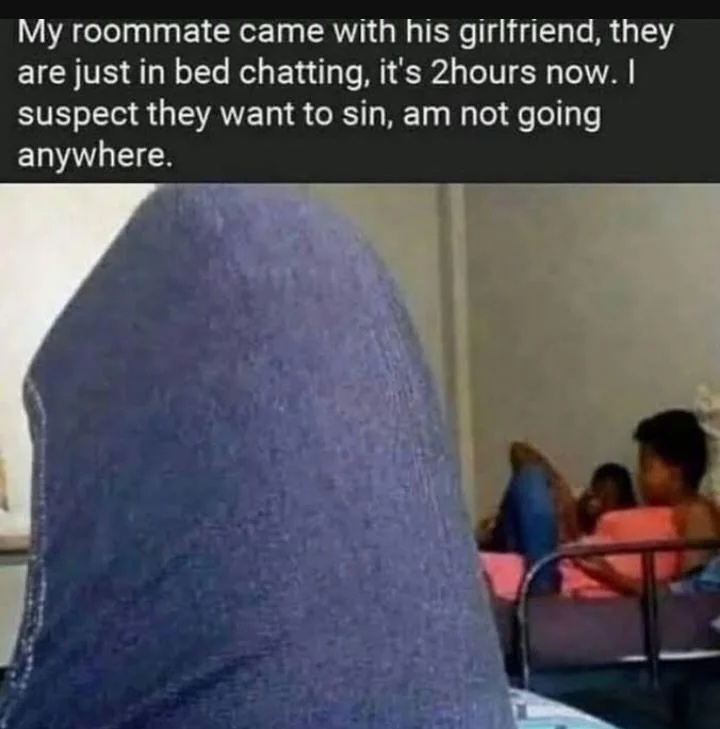 My roommate came with his girlfriend, they
are just in bed chatting, it's 2hours now. I
suspect they want to sin, am not going
anywhere.